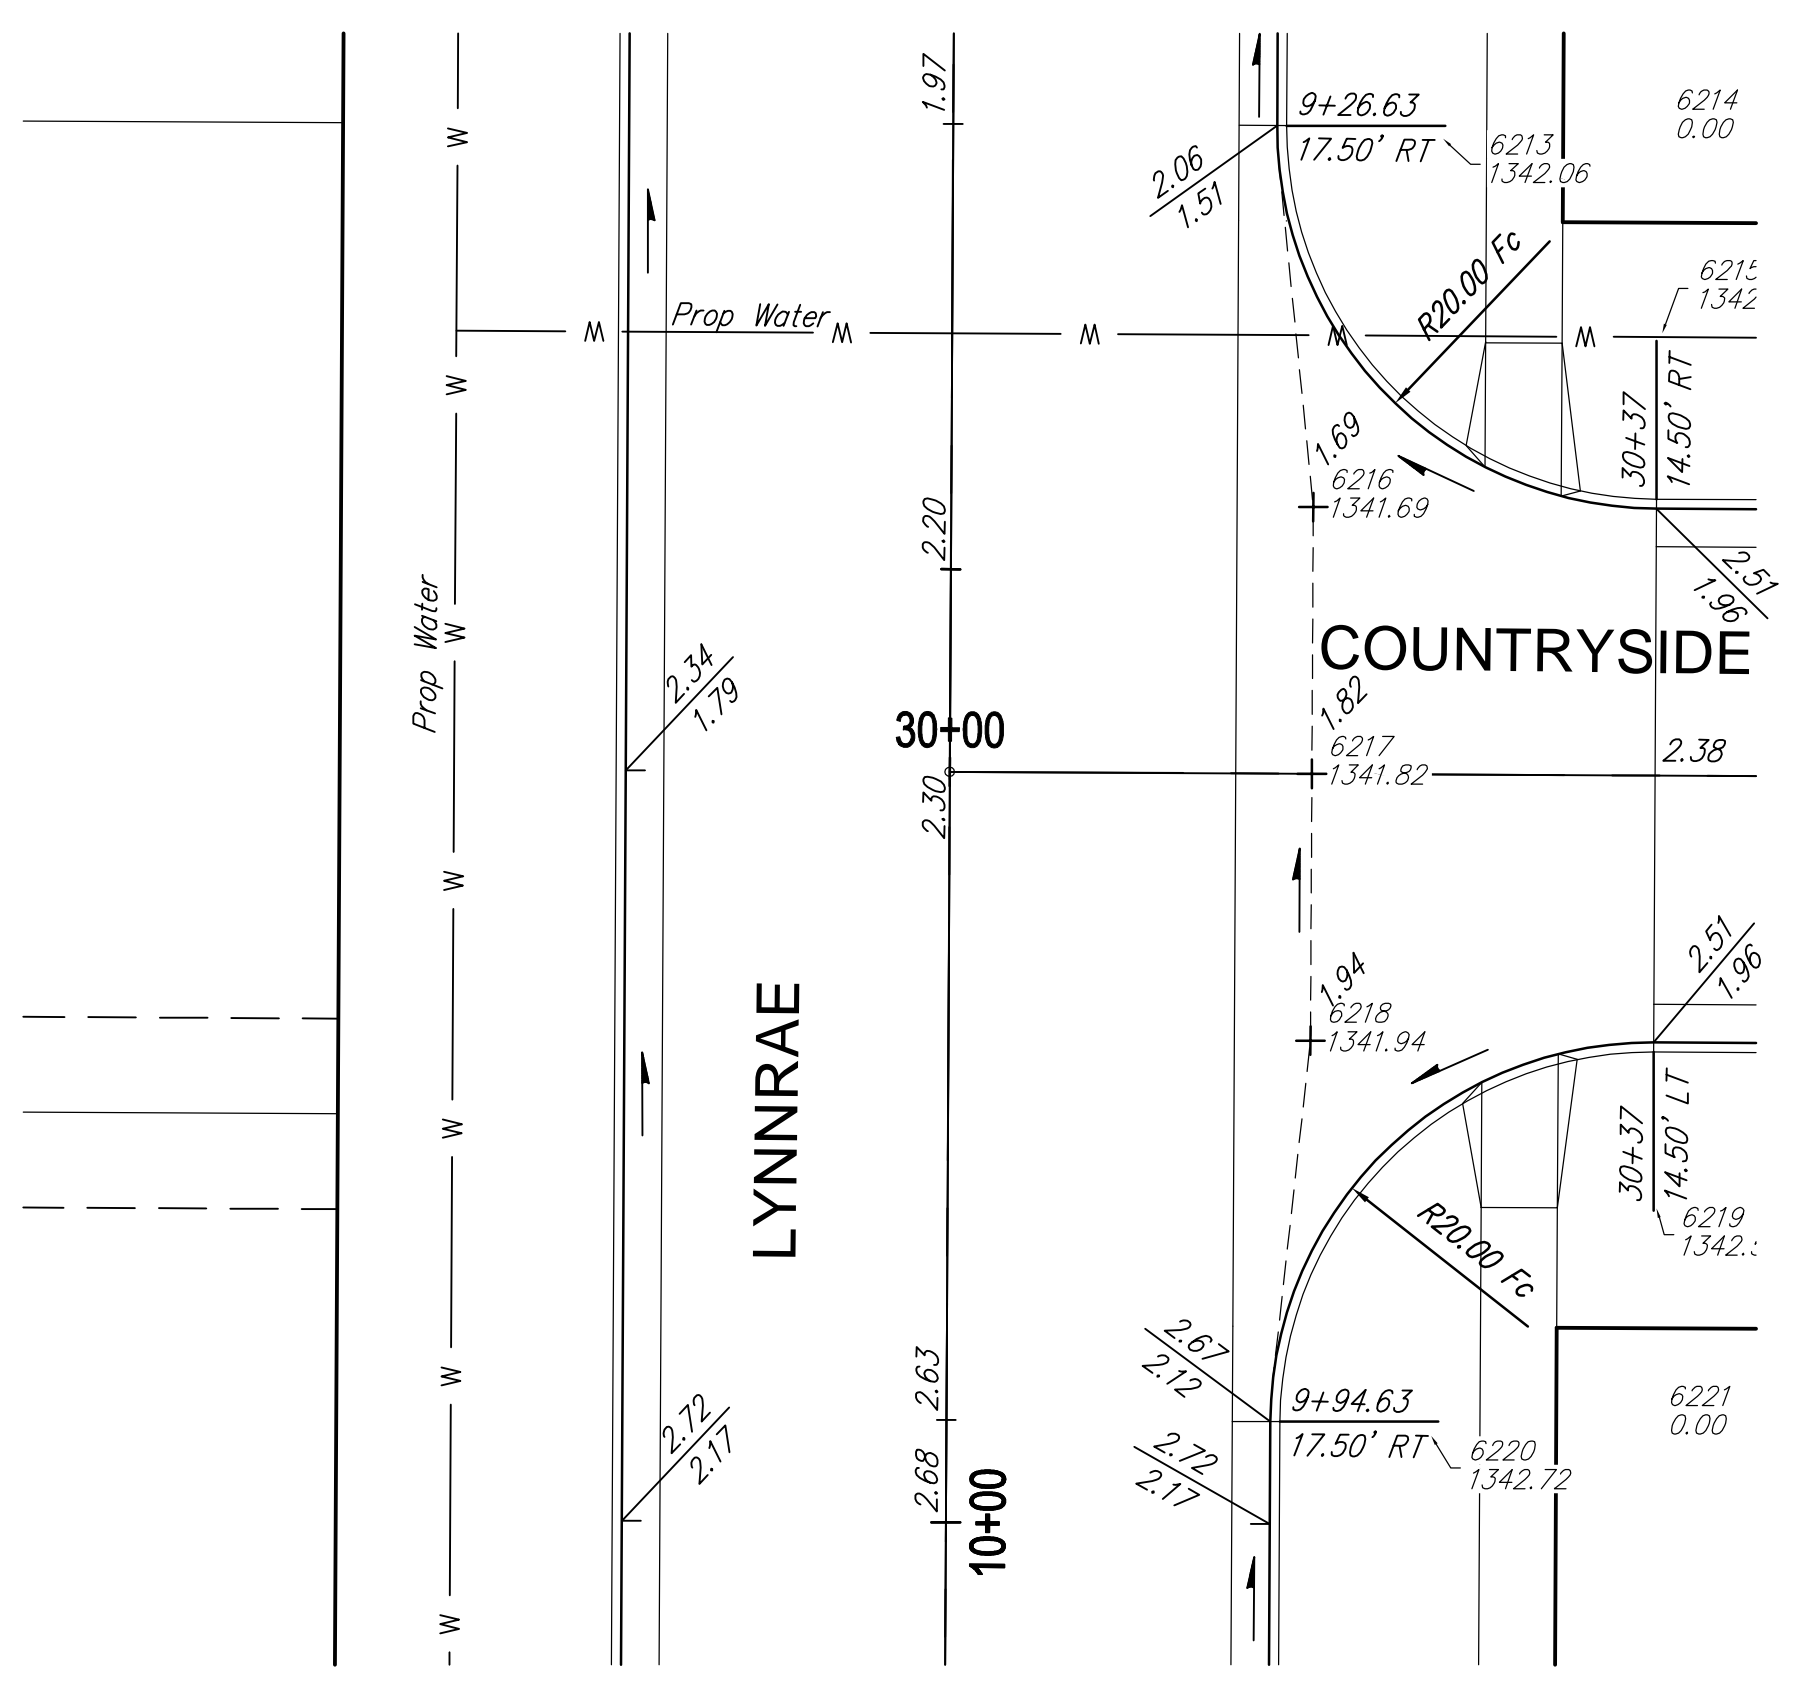 1.97
9+26.63
17.50' RT
6213
1342.06
6214
0.00
2.06
1.51
W
R20.00 Fc
6215
Prop Water
W
W
W
W
W
W
30+37
14.50' RT
1.69
6216
1341.69
2.20
2.51
1.96
Prop Water
W
COUNTRYSIDE
2.34
1.79
30+00
1.82
6217
1341.82
2.38
2.30
W
2.51
1.96
1.94
6218
1341.94
LYNNRAE
W
30+37
14.50' LT
6219
R20.00 Fc
2.67
2.12
2.63
W
9+94.63
17.50' RT
6220
1342.72
6221
0.00
2.72
2.17
2.72
2.17
2.68
10+00
W